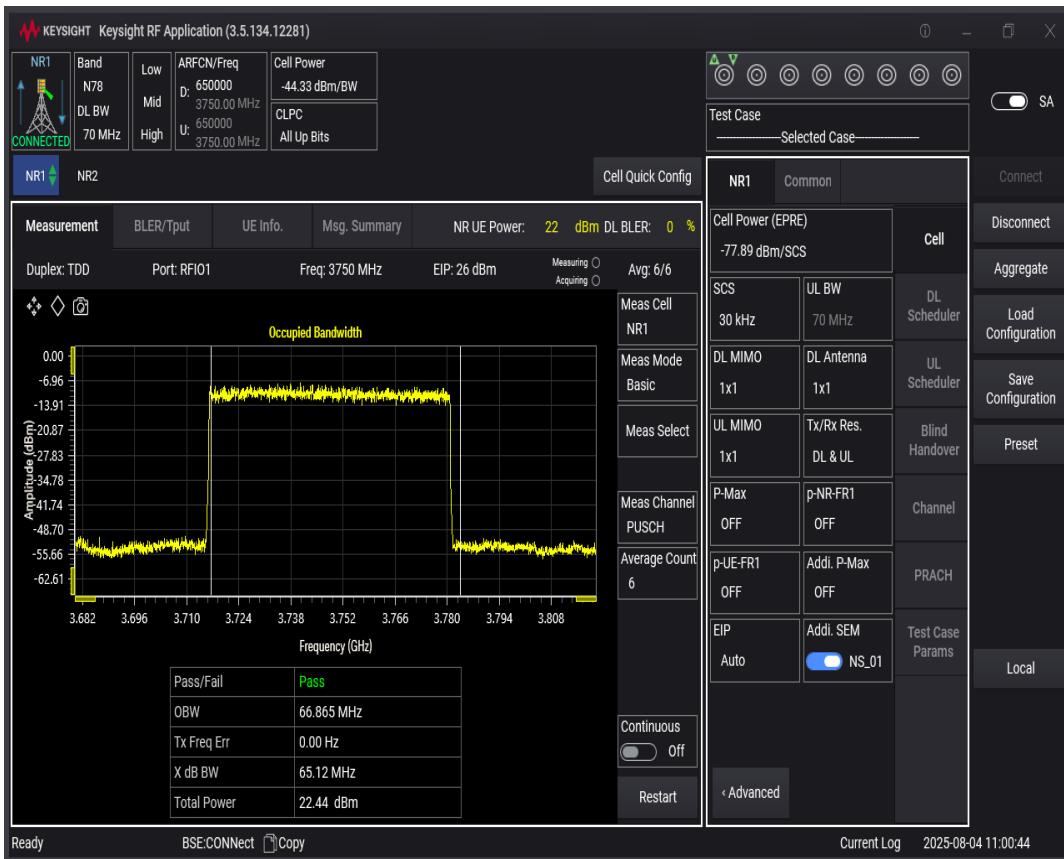 KEYSIGHT Keysight RF Application (3.5.134.12281)
NR1
CONNECTED
Band
N78
DL BW
70 MHz
Low
Mid
High
ARFCN/Freq
D: 650000
3750.00 MHz
U: 650000
3750.00 MHz
Cell Power
-44.33 dBm/BW
CLPC
All Up Bits
Test Case
Selected Case
SA
NR1 NR2
Cell Quick Config
NR1 Common
Connect
Measurement BLER/Tput UE Info. Msg. Summary NR UE Power: 22 dBm DL BLER: 0 %
Duplex: TDD Port: RFIO1 Freq: 3750 MHz EIP: 26 dBm Measuring Avg: 6/6
Acquiring
Occupied Bandwidth
0.00
-6.96
-13.91
-20.87
-27.83
-34.78
-41.74
-48.70
-55.66
-62.61
Amplitude (dBm)
3.682 3.696 3.710 3.724 3.738 3.752 3.766 3.780 3.794 3.808
Frequency (GHz)
Pass/Fail Pass
OBW 66.865 MHz
Tx Freq Err 0.00 Hz
X dB BW 65.12 MHz
Total Power 22.44 dBm
Meas Cell
NR1
Meas Mode
Basic
Meas Select
Meas Channel
PUSCH
Average Count
6
Continuous
Off
Restart
Cell Power (EPRE)
-77.89 dBm/SCS
SCS
30 kHz
UL BW
70 MHz
DL MIMO
1x1
DL Antenna
1x1
UL MIMO
1x1
Tx/Rx Res.
DL & UL
P-Max
OFF
p-NR-FR1
OFF
p-UE-FR1
OFF
Addi. P-Max
OFF
EIP
Auto
Addi. SEM
NS_01
‹ Advanced
Cell
DL
Scheduler
UL
Scheduler
Blind
Handover
Channel
PRACH
Test Case
Params
Disconnect
Aggregate
Load
Configuration
Save
Configuration
Preset
Local
Ready BSE:CONNect Copy Current Log 2025-08-04 11:00:44